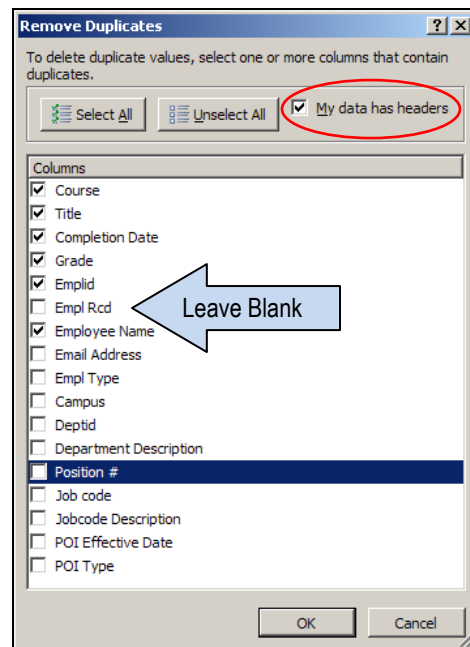 Remove Duplicates
To delete duplicate values, select one or more columns that contain
duplicates.
Select All
Unselect All
My data has headers
Columns
Course
Title
Completion Date
Grade
Emplid
Empl Rcd
Leave Blank
Employee Name
Email Address
Empl Type
Campus
Deptid
Department Description
Position #
Job code
Jobcode Description
POI Effective Date
POI Type
OK
Cancel